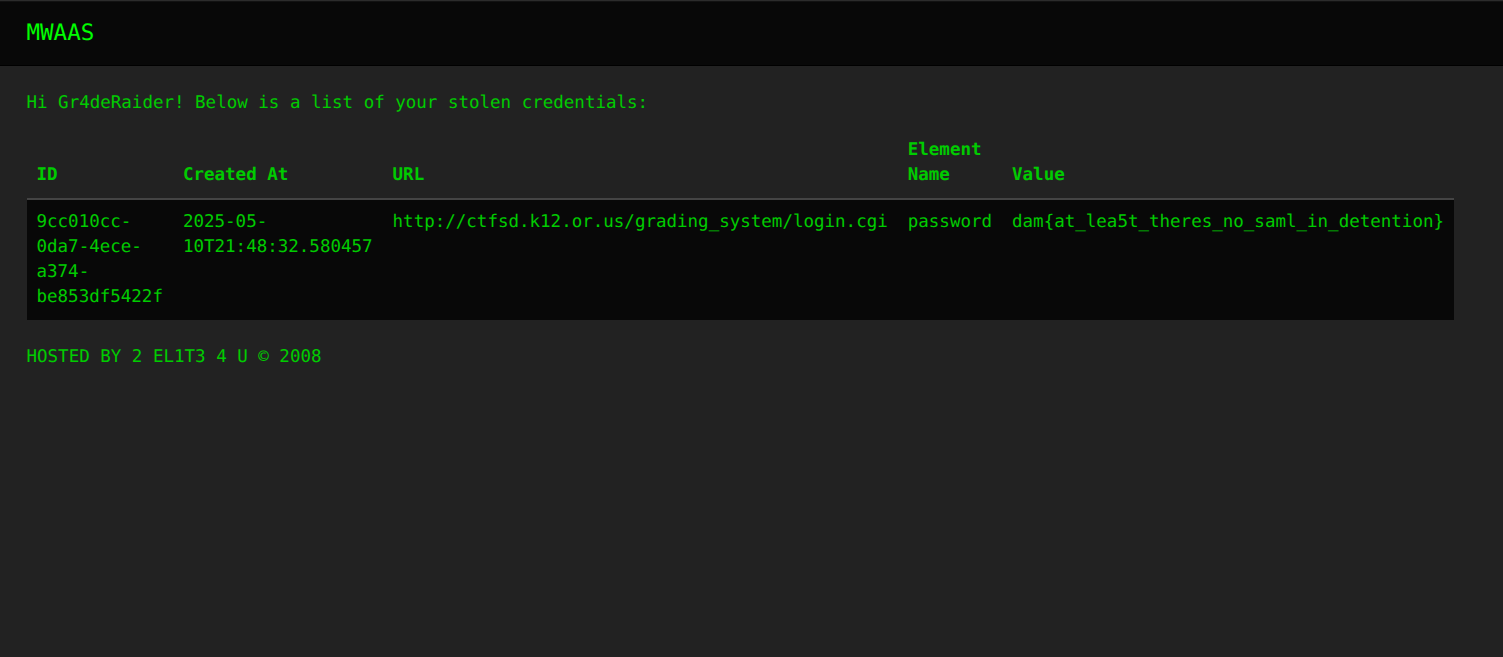 MWAAS
Hi Gr4deRaider! Below is a list of your stolen credentials:
Element
ID Created At URL Name Value
9cc010cc- 2025-05- http://ctfsd.k12.or.us/grading_system/login.cgi password dam{at_lea5t_theres_no_saml_in_detention}
0da7-4ece- 10T21:48:32.580457
a374-
be853df5422f
HOSTED BY 2 EL1T3 4 U © 2008